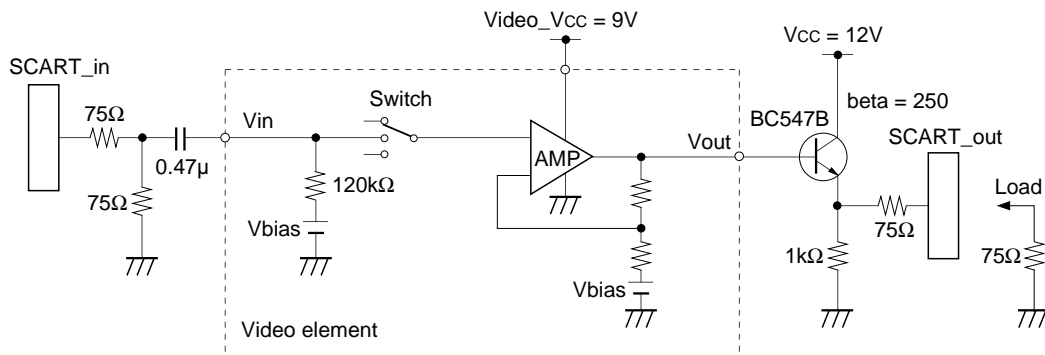 Video_VCC = 9V
VCC = 12V
SCART_in
Switch
beta = 250
BC547B
75Ω
Vin
AMP
Vout
SCART_out
0.47μ
120kΩ
Load
75Ω
Vbias
75Ω
1kΩ
75Ω
Vbias
Video element